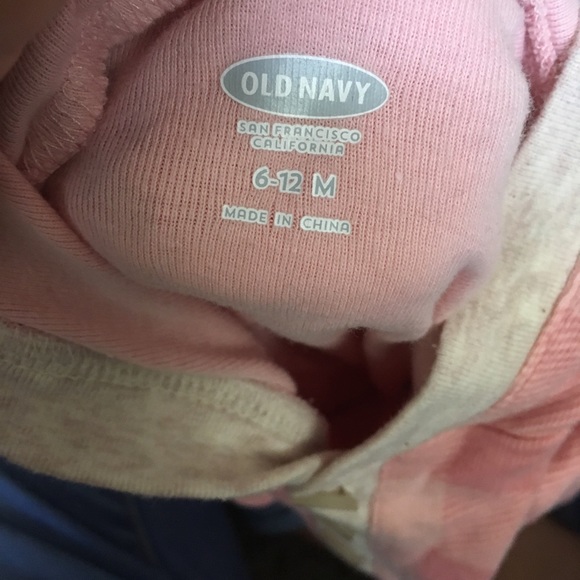 OLD NAVY
SAN FRANCISCO
CALIFORNIA
6-12 M
MADE IN CHINA